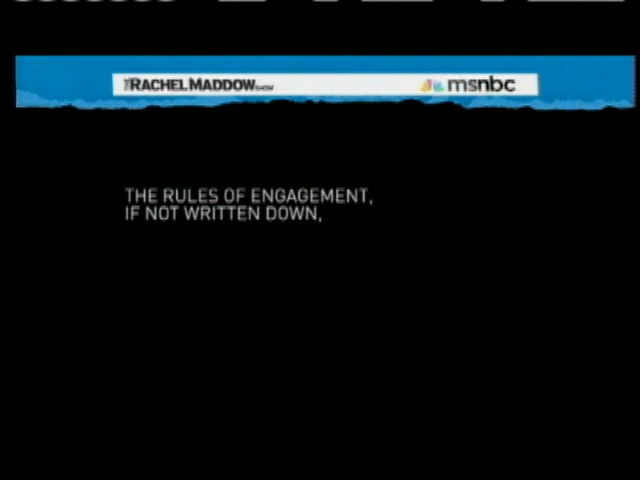 THE RACHEL MADDOW SHOW msnbc
THE RULES OF ENGAGEMENT,
IF NOT WRITTEN DOWN,